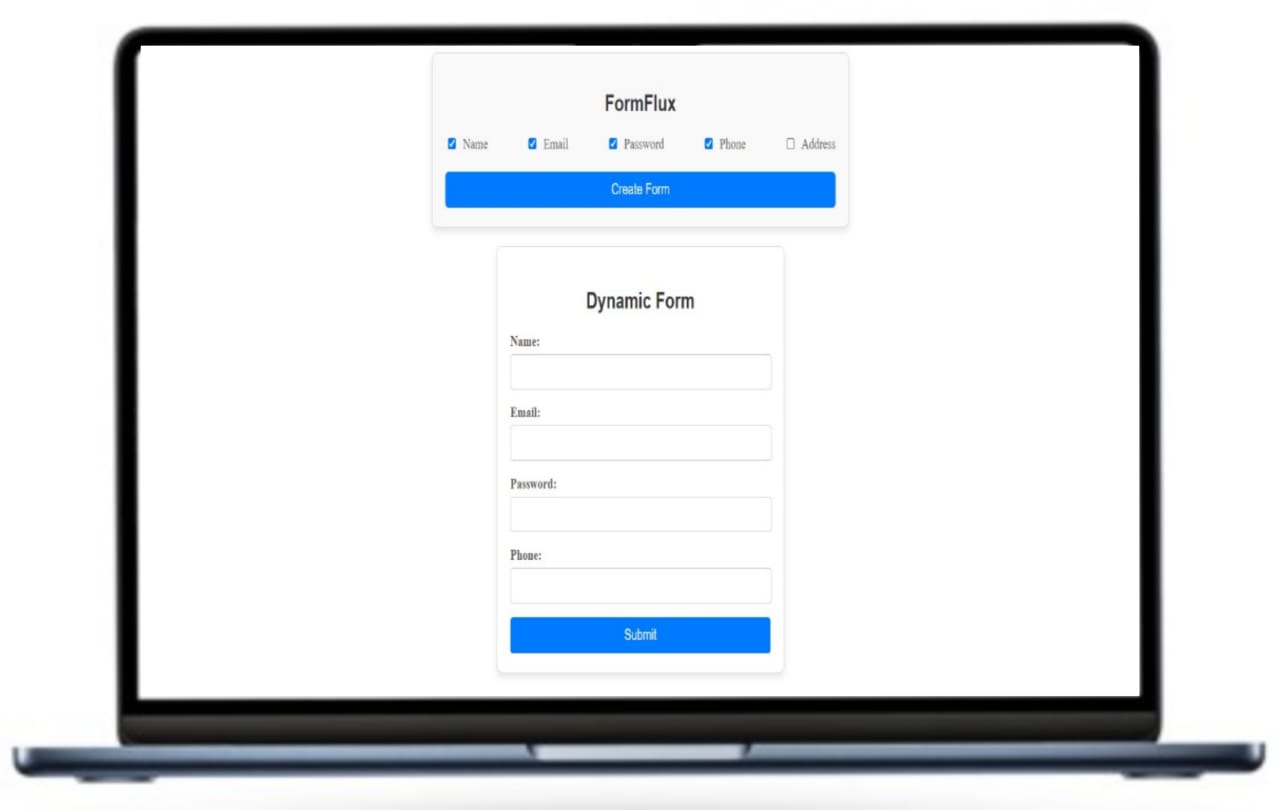 FormFlux
Name Email Password Phone Address
Create Form
Dynamic Form
Name:
Email:
Password:
Phone:
Submit